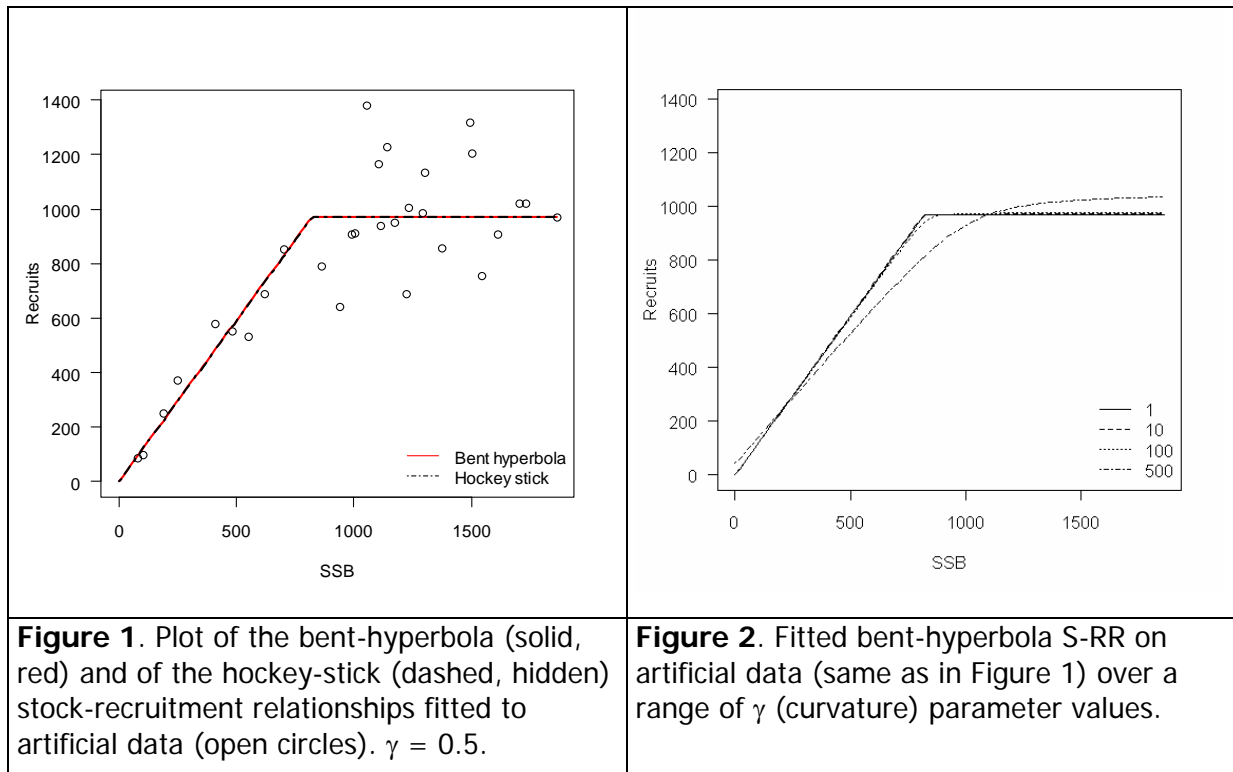 1400
1200
1000
800
600
400
200
0
Recruits
Bent hyperbola
Hockey stick
0 500 1000 1500
SSB
Figure 1. Plot of the bent-hyperbola (solid,
red) and of the hockey-stick (dashed, hidden)
stock-recruitment relationships fitted to
artificial data (open circles). γ = 0.5.
1400
1200
1000
800
600
400
200
0
Recruits
1
10
100
500
0 500 1000 1500
SSB
Figure 2. Fitted bent-hyperbola S-RR on
artificial data (same as in Figure 1) over a
range of γ (curvature) parameter values.